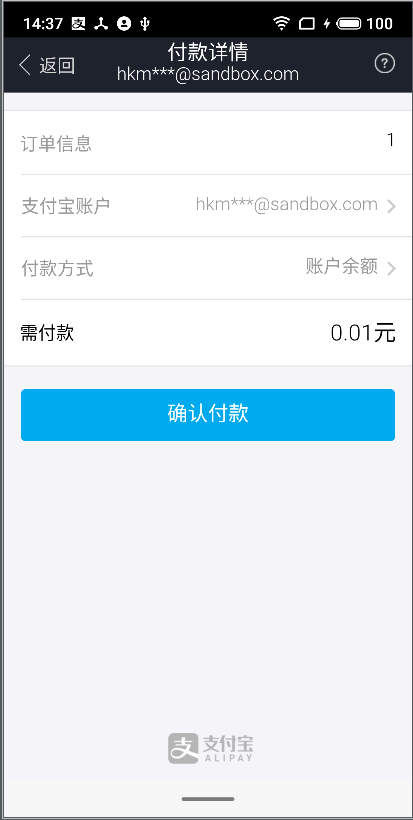 14:37 100
返回
付款详情
hkm***@sandbox.com
订单信息 1
支付宝账户 hkm***@sandbox.com
付款方式 账户余额
需付款 0.01元
确认付款
支 支付宝
ALIPAY